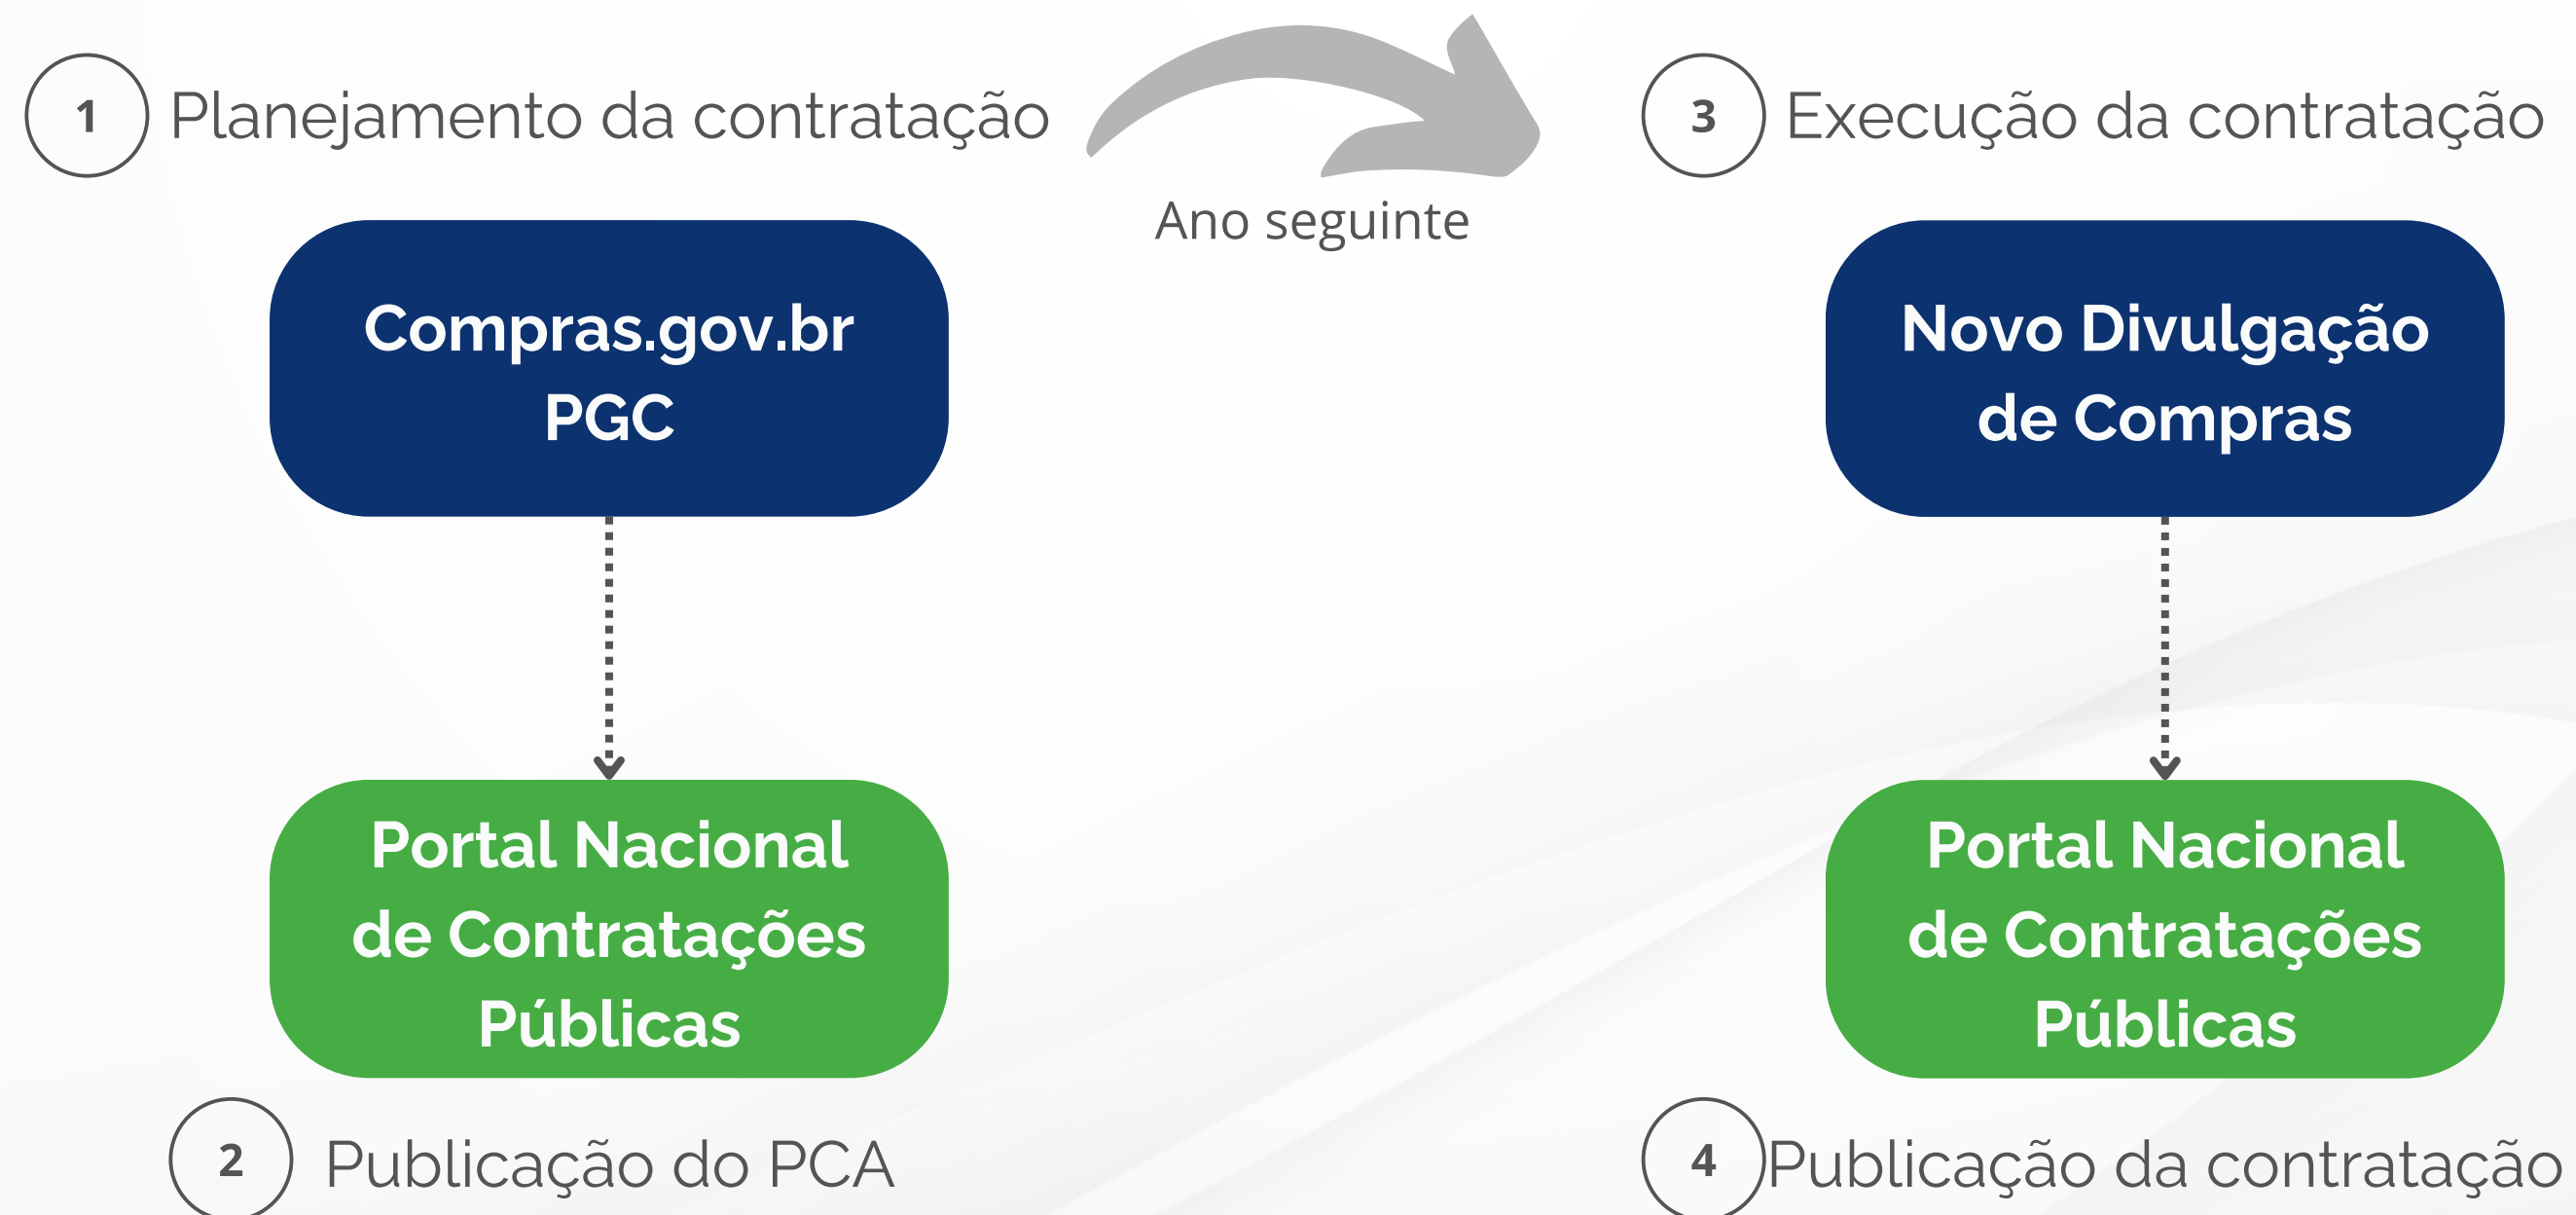 1 Planejamento da contratação
Compras.gov.br
PGC
Portal Nacional
de Contratações
Públicas
2 Publicação do PCA
Ano seguinte
3 Execução da contratação
Novo Divulgação
de Compras
Portal Nacional
de Contratações
Públicas
4 Publicação da contratação